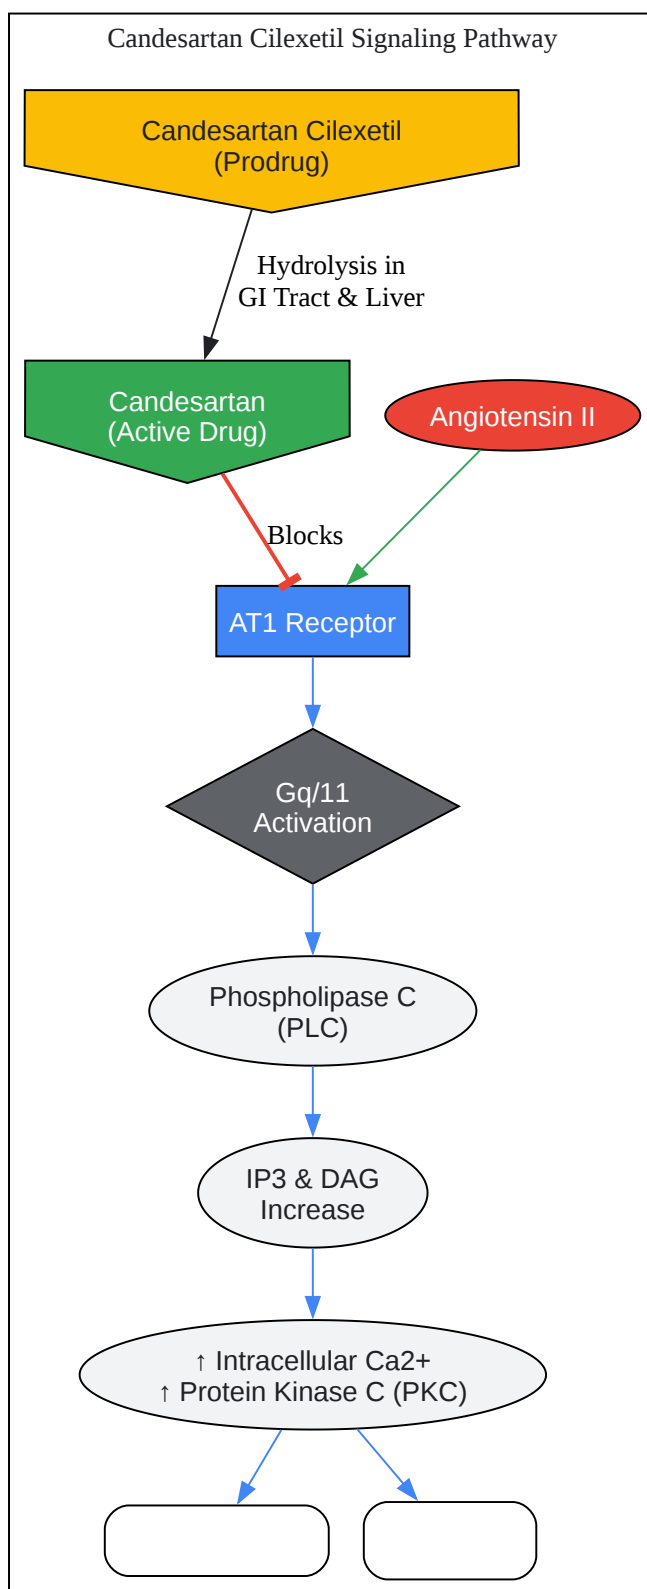 Candesartan Cilexetil Signaling Pathway
Candesartan Cilexetil
(Prodrug)
Hydrolysis in
GI Tract & Liver
Candesartan
(Active Drug)
Angiotensin II
Blocks
AT1 Receptor
Gq/11
Activation
Phospholipase C
(PLC)
IP3 & DAG
Increase
↑ Intracellular Ca2+
↑ Protein Kinase C (PKC)